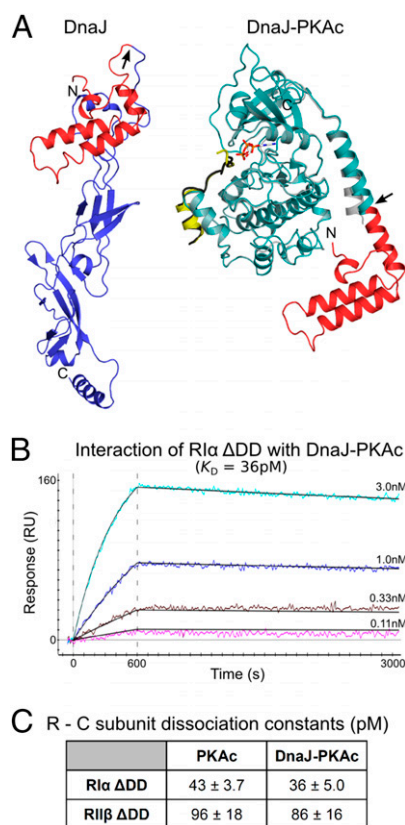 A
DnaJ DnaJ-PKAc
N
C
C
N
B
Interaction of RIα ΔDD with DnaJ-PKAc
(KD = 36pM)
160
3.0nM
1.0nM
0.33nM
0.11nM
0
Response (RU)
0 600 3000
Time (s)
C R - C subunit dissociation constants (pM)
PKAc DnaJ-PKAc
RIα ΔDD 43 ± 3.7 36 ± 5.0
RIIβ ΔDD 96 ± 18 86 ± 16